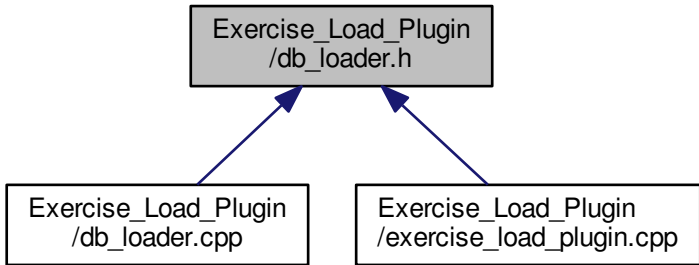 Exercise_Load_Plugin
/db_loader.h
Exercise_Load_Plugin
/db_loader.cpp
Exercise_Load_Plugin
/exercise_load_plugin.cpp